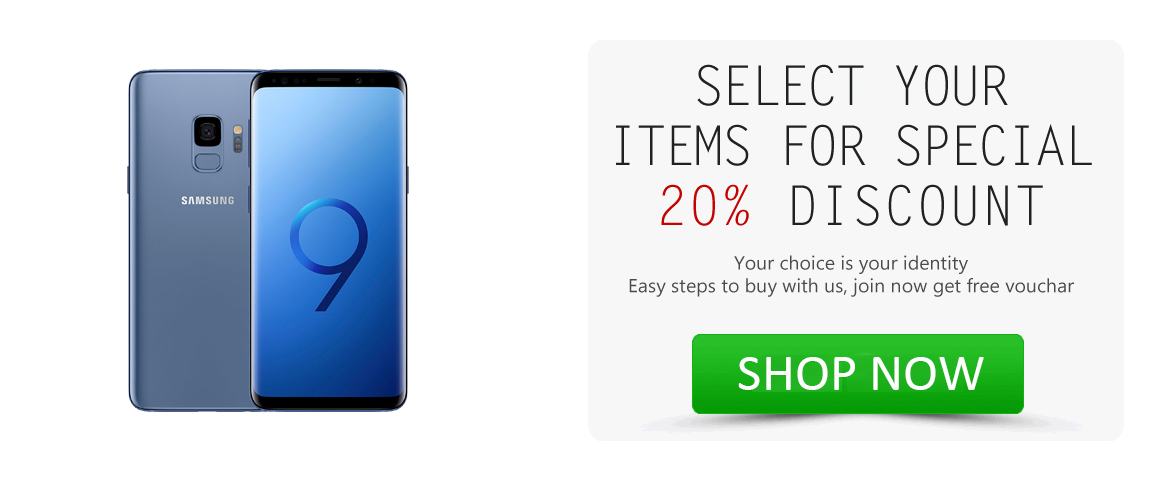 SAMSUNG
9
SELECT YOUR
ITEMS FOR SPECIAL
20% DISCOUNT
Your choice is your identity
Easy steps to buy with us, join now get free vouchar
SHOP NOW